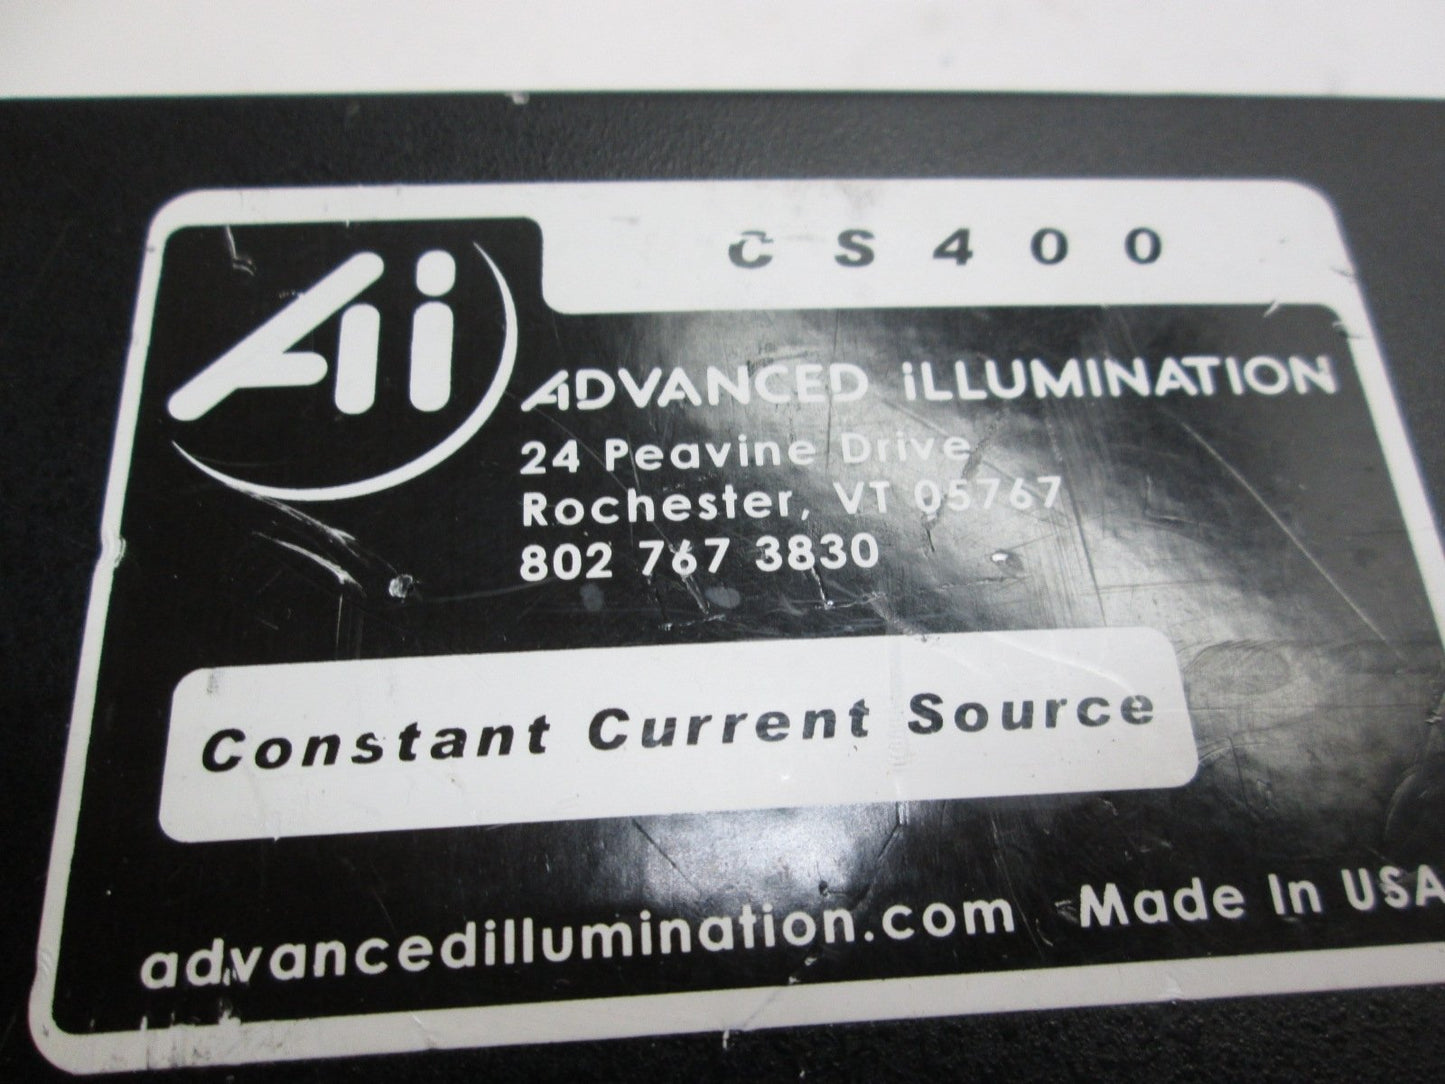 CS400
Ai
ADVANCED iLLUMINATION
24 Peavine Drive
Rochester, VT 05767
802 767 3830
Constant Current Source
advancedillumination.com Made In USA